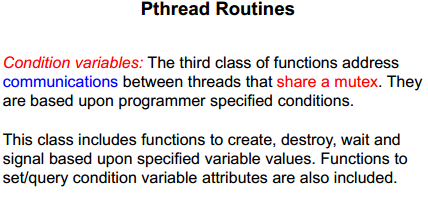 Pthread Routines
Condition variables: The third class of functions address
communications between threads that share a mutex. They
are based upon programmer specified conditions.
This class includes functions to create, destroy, wait and
signal based upon specified variable values. Functions to
set/query condition variable attributes are also included.